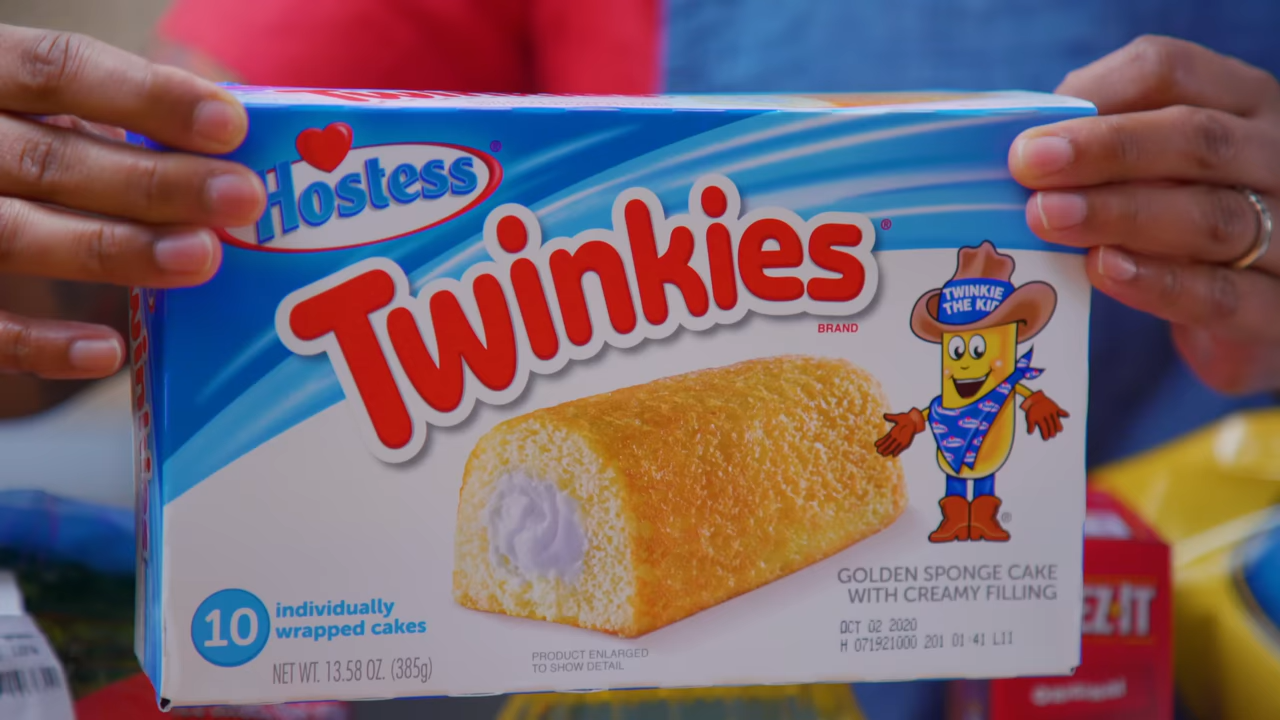 Hostess®
Twinkies®
BRAND
TWINKIE
THE KID
®
GOLDEN SPONGE CAKE
WITH CREAMY FILLING
OCT 02 2020
H 071921000 201 01:41 LII
10 individually
wrapped cakes
NET WT. 13.58 OZ. (385g)
PRODUCT ENLARGED
TO SHOW DETAIL
EZ-IT